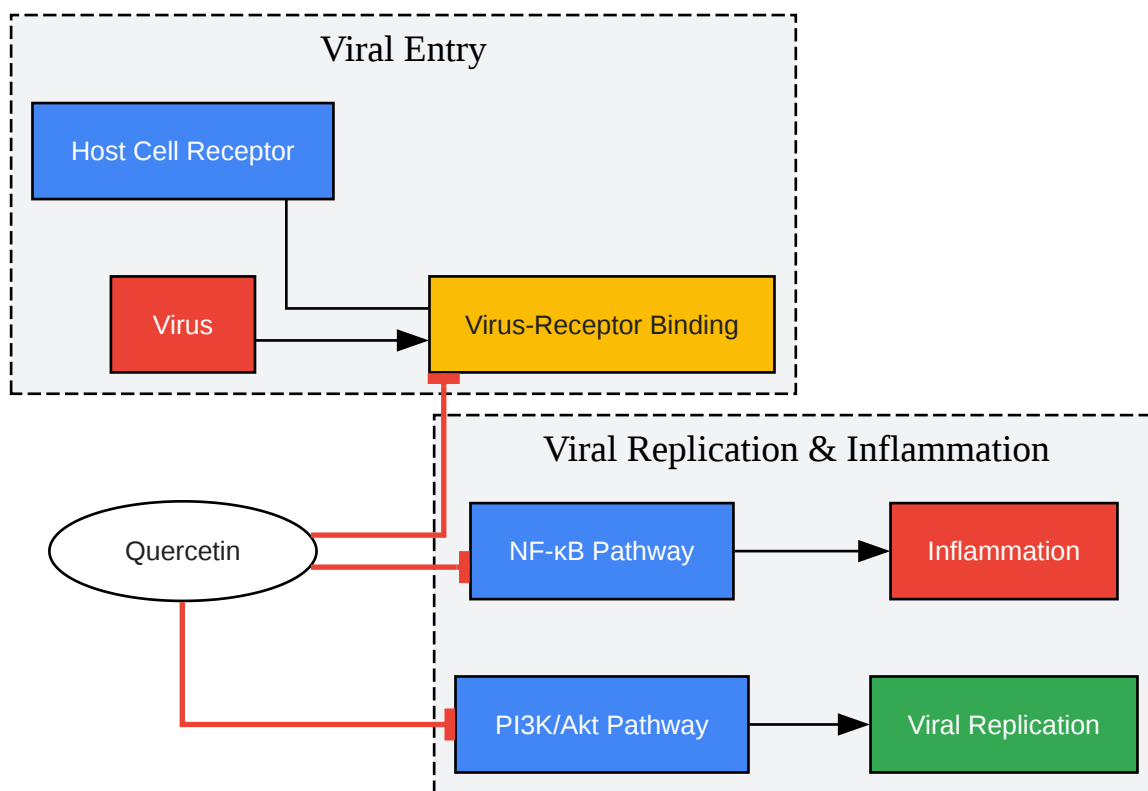 Viral Entry
Host Cell Receptor
Virus
Virus-Receptor Binding
Viral Replication & Inflammation
Quercetin
NF-κB Pathway
Inflammation
PI3K/Akt Pathway
Viral Replication